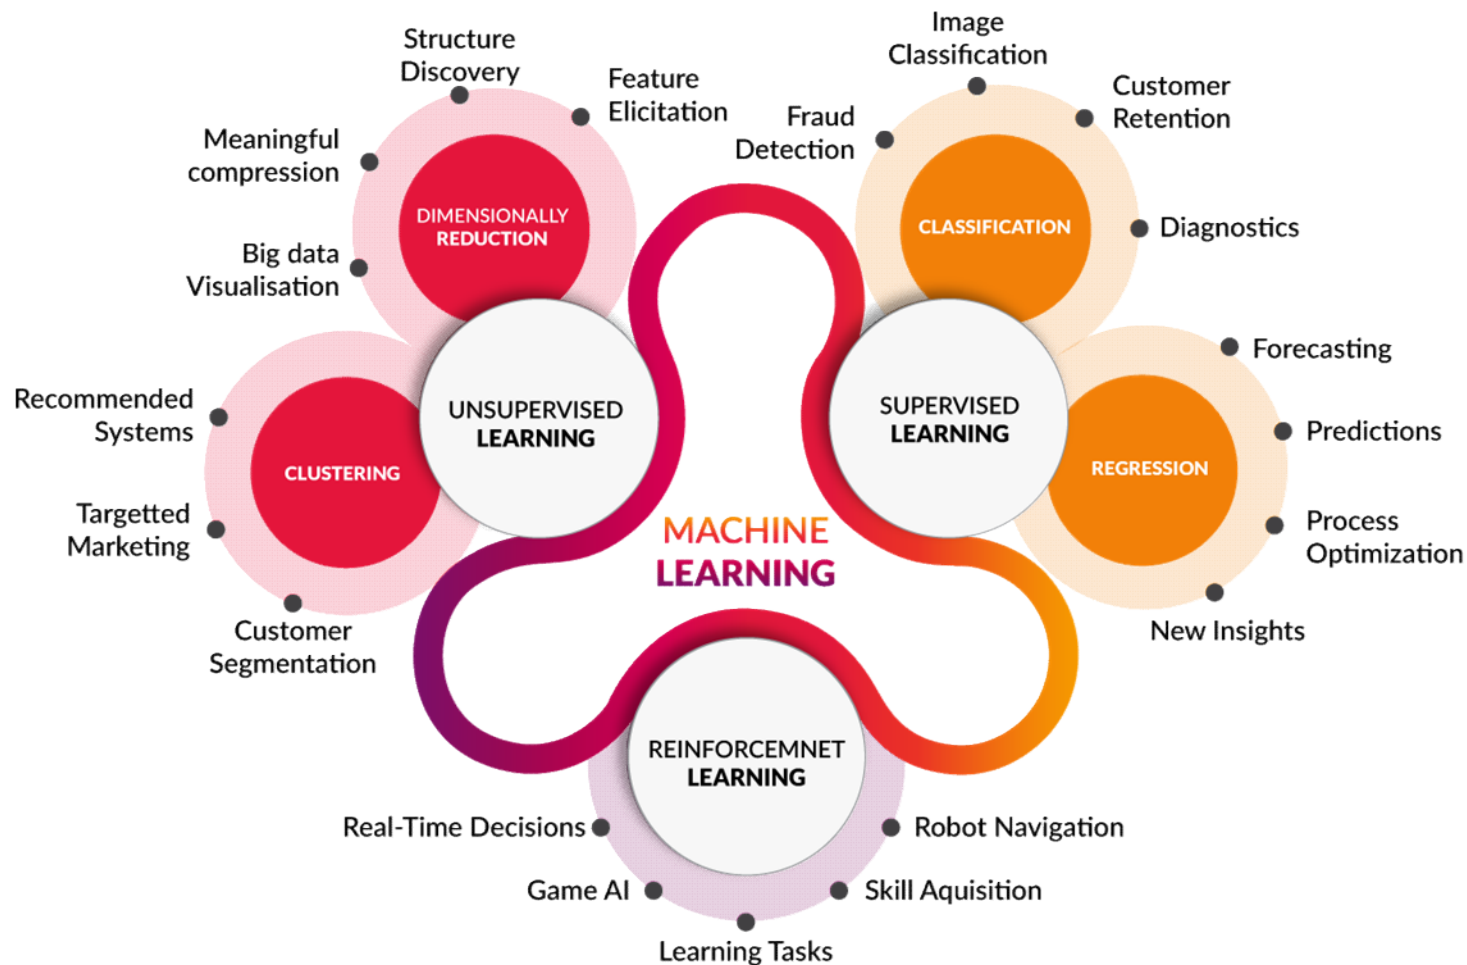 Structure
Discovery
Feature
Elicitation
Meaningful
compression
Big data
Visualisation
DIMENSIONALLY
REDUCTION
Recommended
Systems
Targetted
Marketing
Customer
Segmentation
CLUSTERING
UNSUPERVISED
LEARNING
Image
Classification
Customer
Retention
Fraud
Detection
Diagnostics
CLASSIFICATION
SUPERVISED
LEARNING
Forecasting
Predictions
Process
Optimization
New Insights
REGRESSION
MACHINE
LEARNING
REINFORCEMNET
LEARNING
Real-Time Decisions
Game AI
Learning Tasks
Skill Aquisition
Robot Navigation